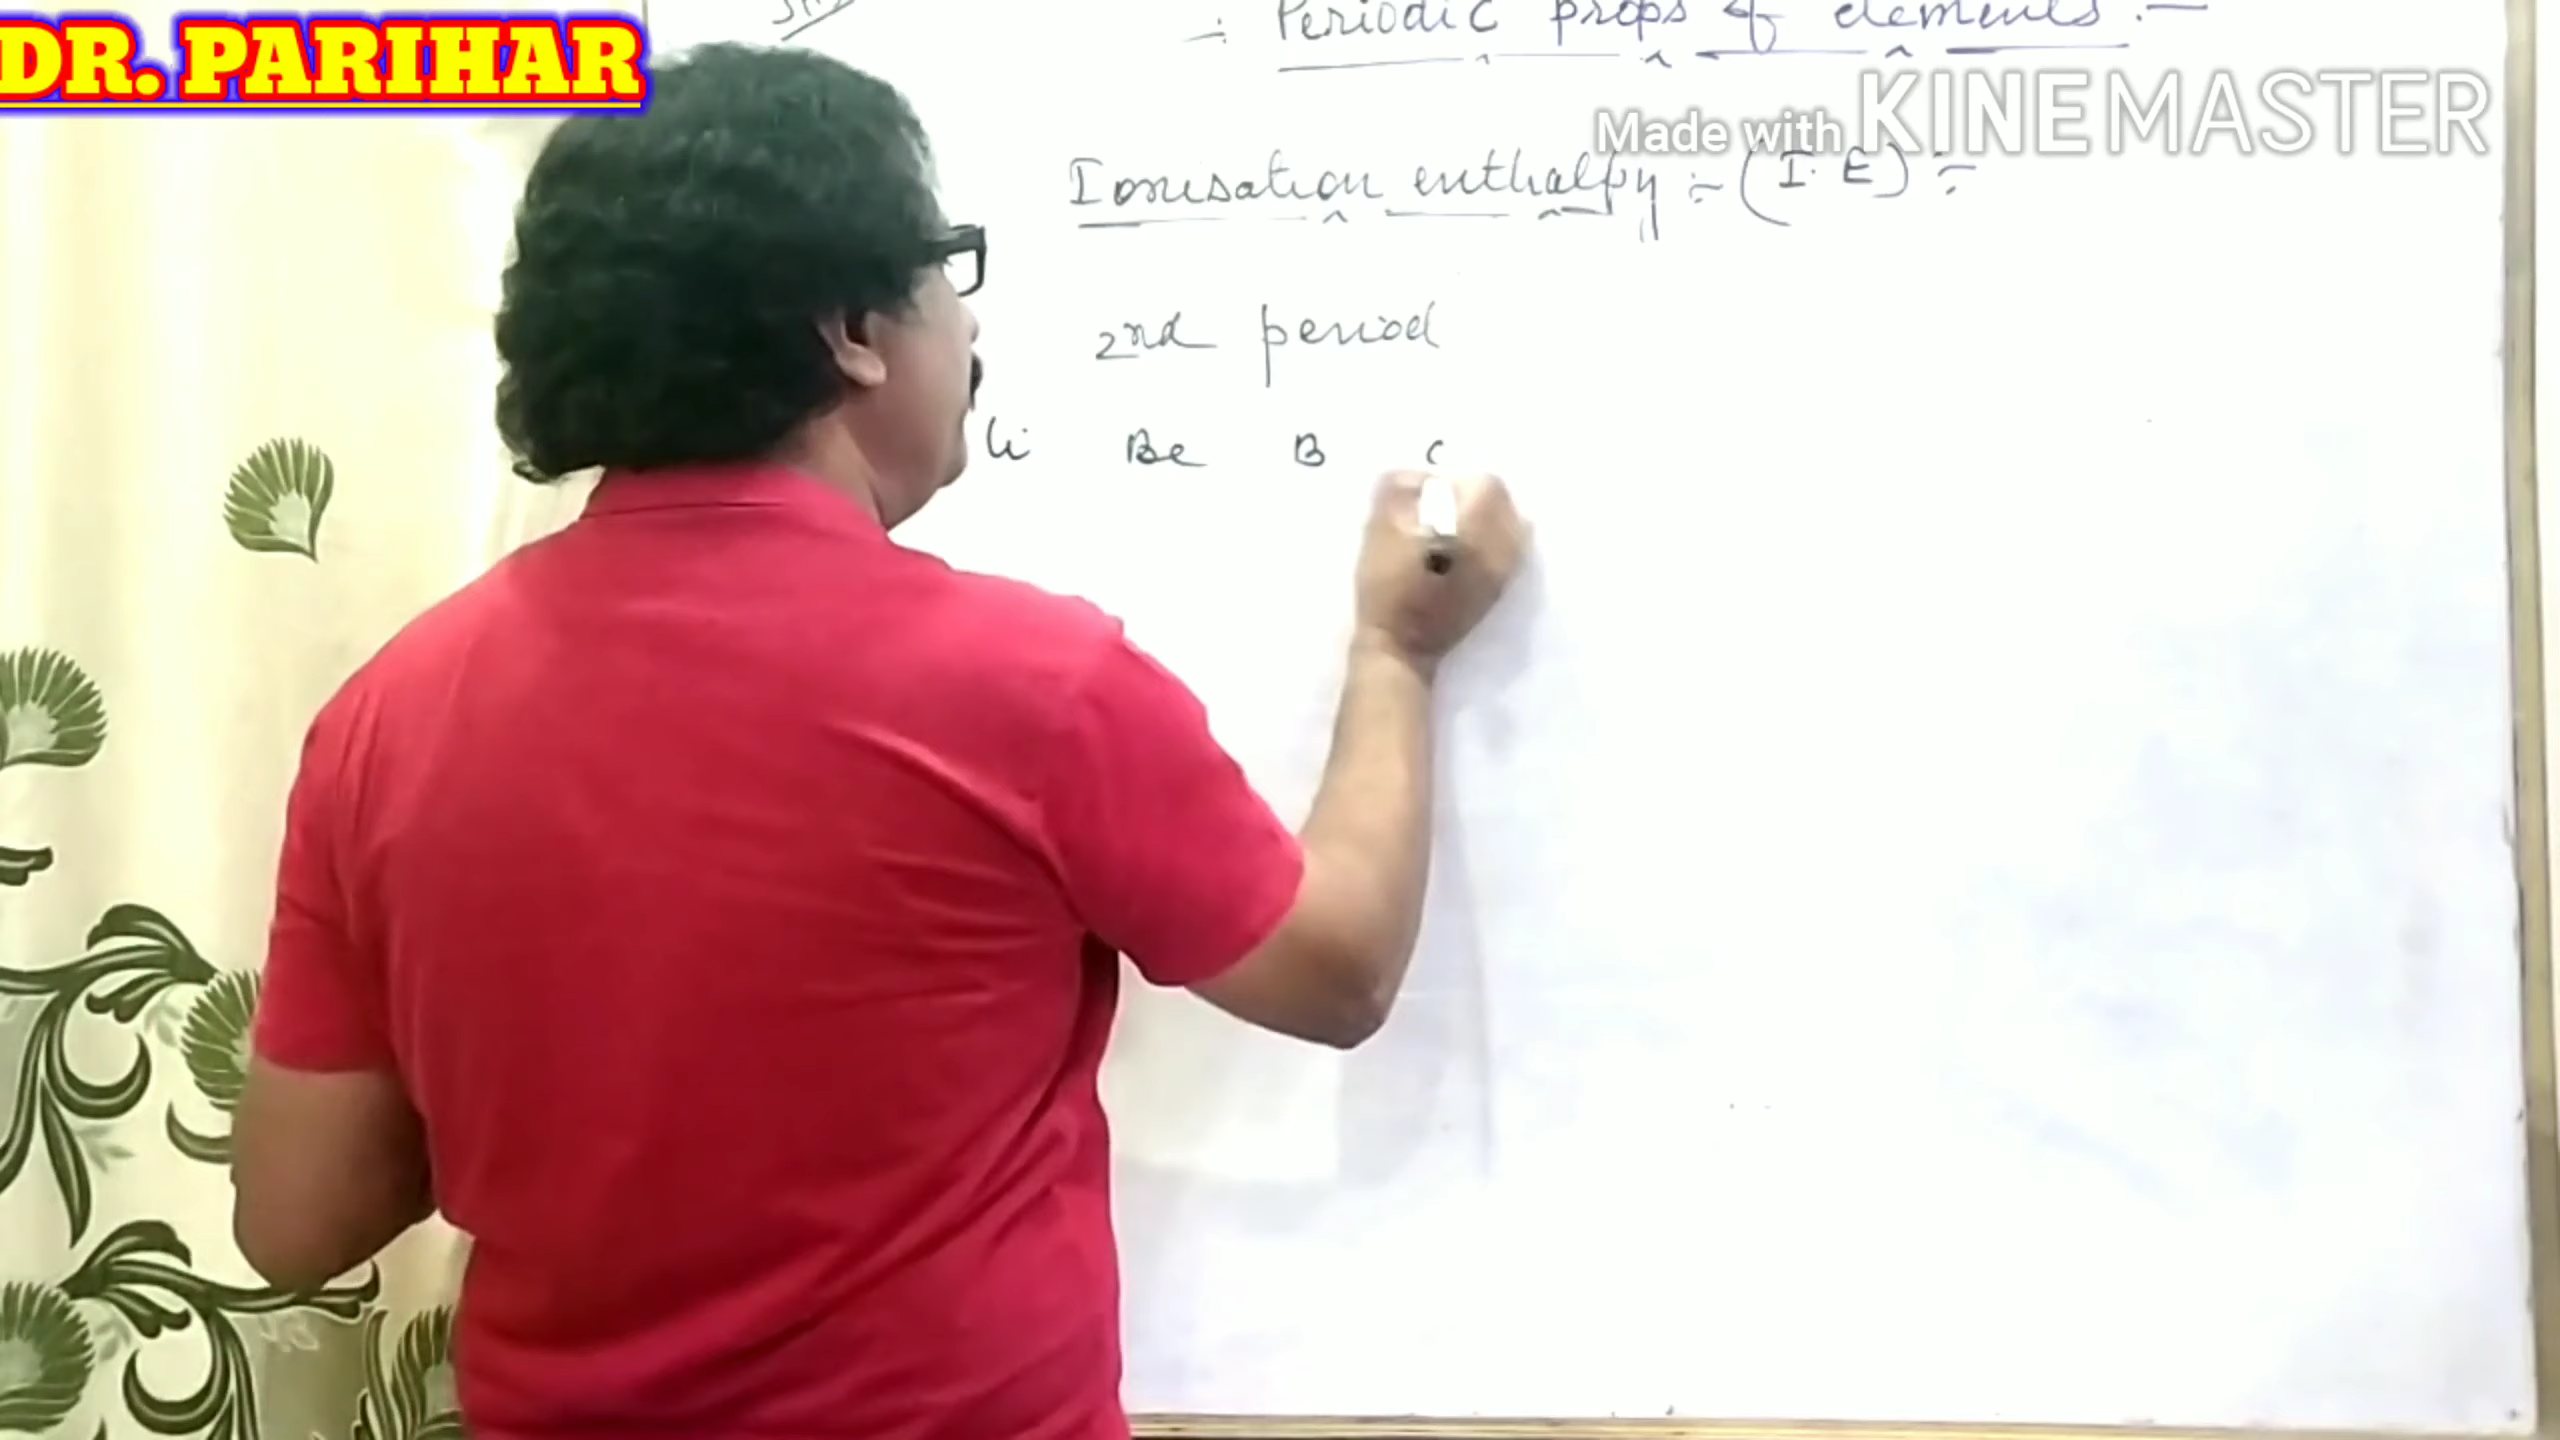 DR. PARIHAR
:- Periodic props of elements :-
Made with KINEMASTER
Ionisation enthalpy :- (I.E) :-
2nd period
Li Be B C